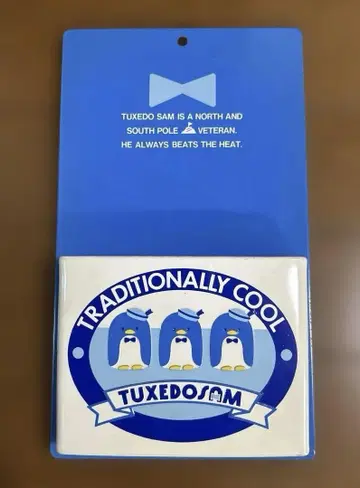 TUXEDO SAM IS A NORTH AND
SOUTH POLE VETERAN.
HE ALWAYS BEATS THE HEAT.
TRADITIONALLY COOL
TUXEDOSAM